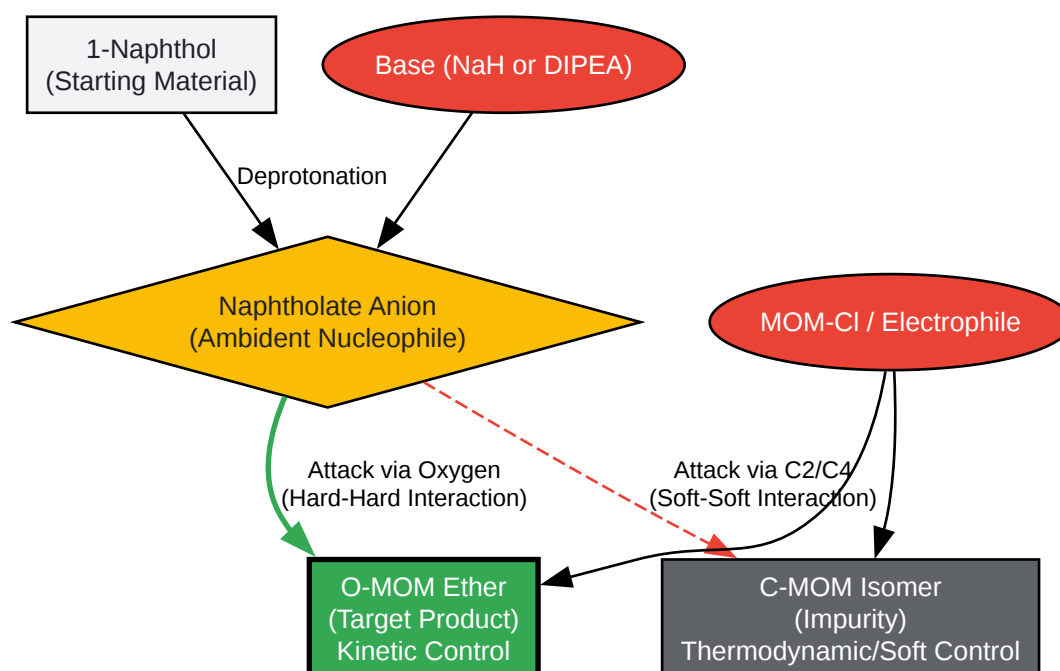 1-Naphthol
(Starting Material)
Base (NaH or DIPEA)
Deprotonation
Naphtholate Anion
(Ambident Nucleophile)
MOM-Cl / Electrophile
Attack via Oxygen
(Hard-Hard Interaction)
Attack via C2/C4
(Soft-Soft Interaction)
O-MOM Ether
(Target Product)
Kinetic Control
C-MOM Isomer
(Impurity)
Thermodynamic/Soft Control